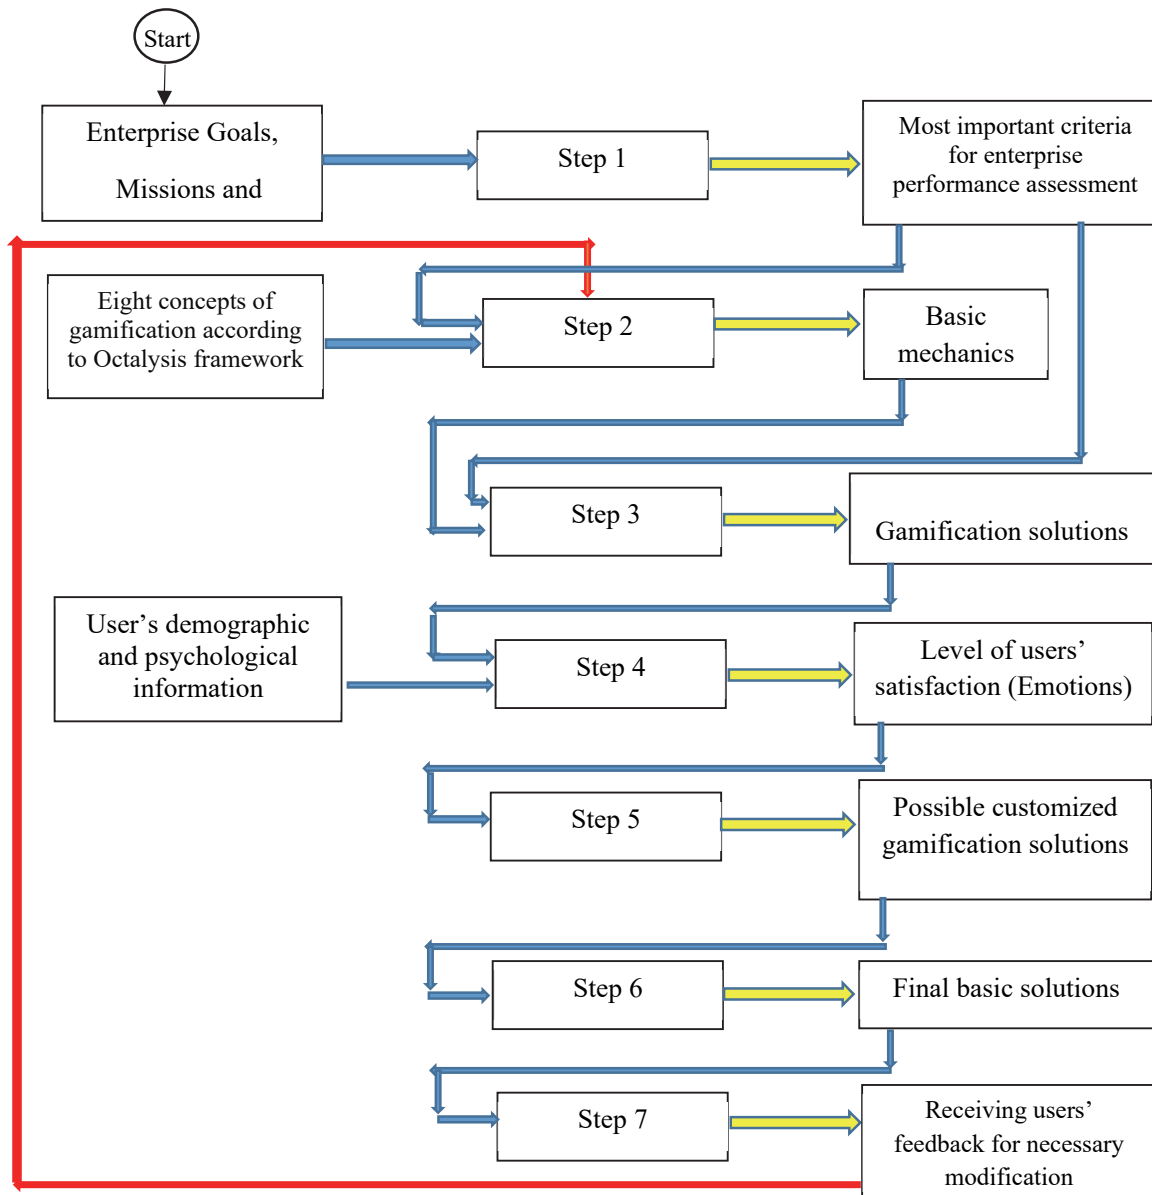 Start
Enterprise Goals,
Missions and
Step 1
Most important criteria
for enterprise
performance assessment
Eight concepts of
gamification according
to Octalysis framework
Step 2
Basic
mechanics
Step 3
Gamification solutions
User’s demographic
and psychological
information
Step 4
Level of users’
satisfaction (Emotions)
Step 5
Possible customized
gamification solutions
Step 6
Final basic solutions
Step 7
Receiving users’
feedback for necessary
modification